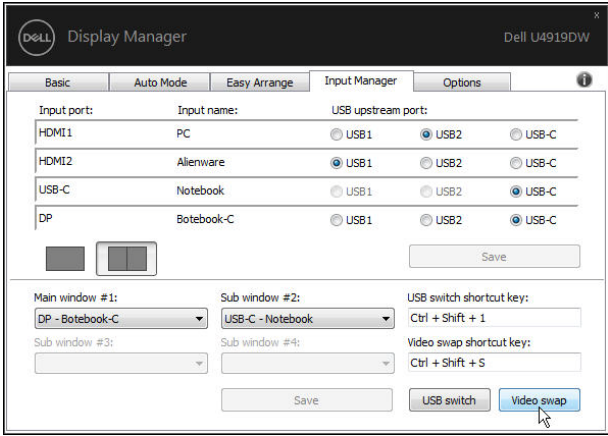 x
DELL Display Manager Dell U4919DW
Basic Auto Mode Easy Arrange Input Manager Options i
Input port: Input name: USB upstream port:
HDMI1 PC USB1 USB2 USB-C
HDMI2 Alienware USB1 USB2 USB-C
USB-C Notebook USB1 USB2 USB-C
DP Botebook-C USB1 USB2 USB-C
Save
Main window #1: Sub window #2: USB switch shortcut key:
DP - Botebook-C USB-C - Notebook Ctrl + Shift + 1
Sub window #3: Sub window #4: Video swap shortcut key:
Ctrl + Shift + S
Save USB switch Video swap